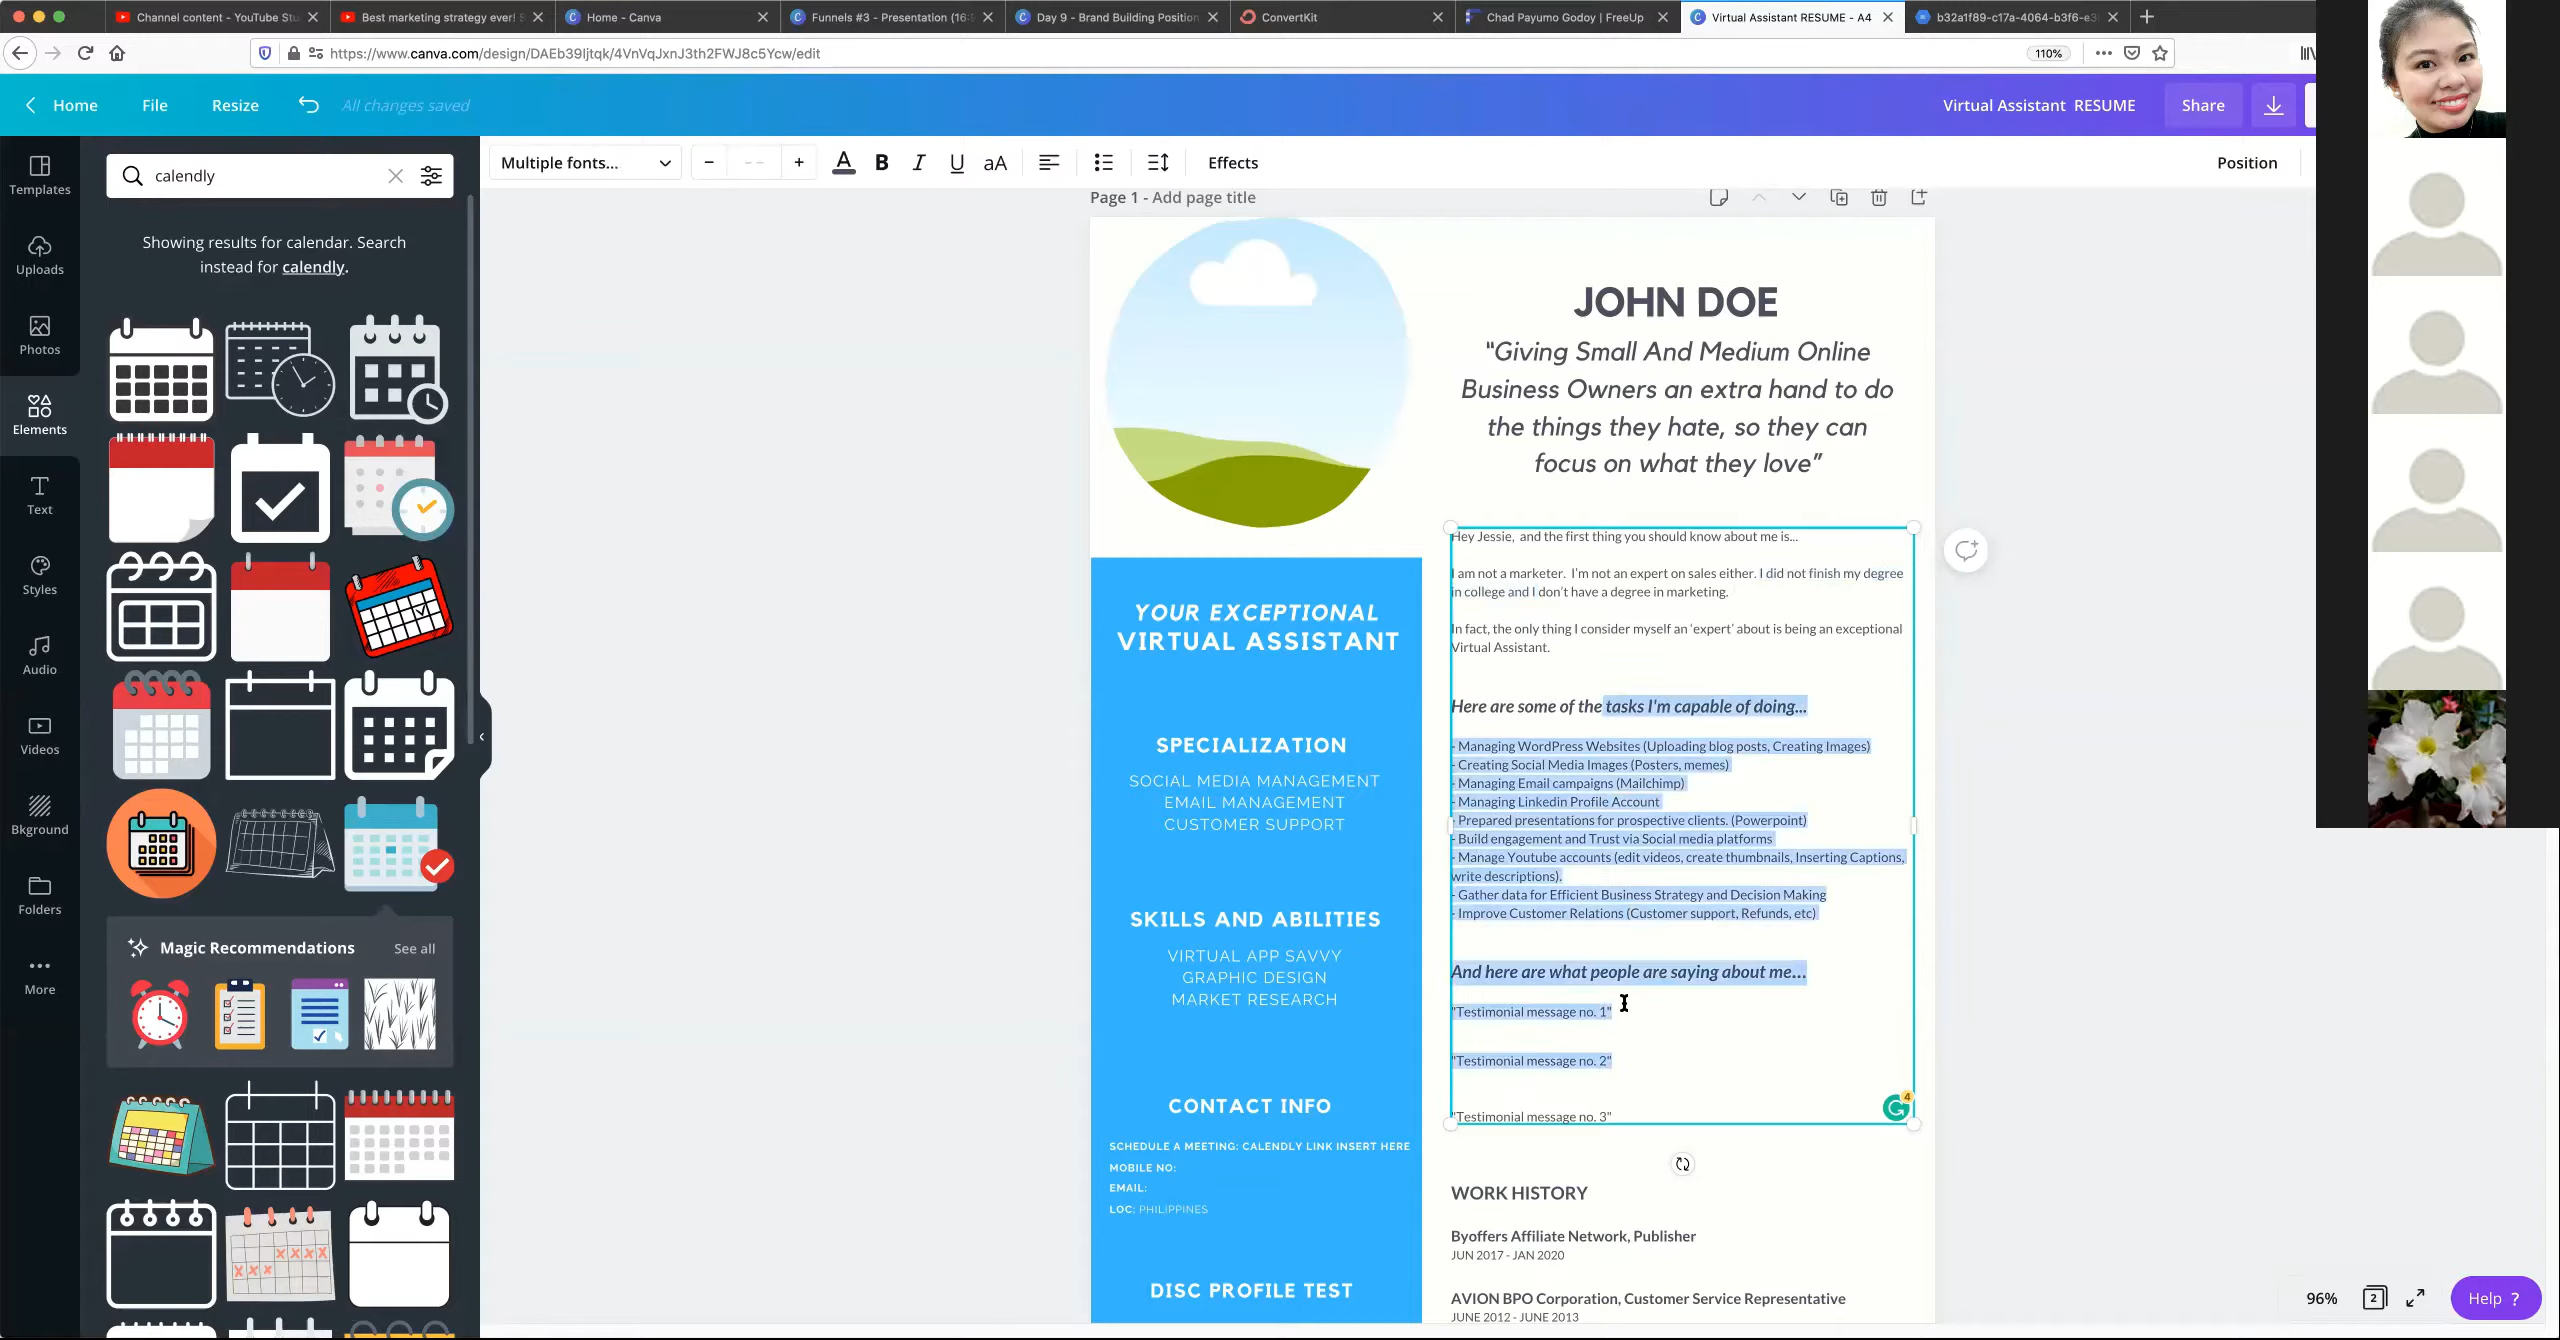 Channel content - YouTube Stu
Best marketing strategy ever! S
Home - Canva
Funnels #3 - Presentation (16:9
Day 9 - Brand Building Position
ConvertKit
Chad Payumo Godoy | FreeUp
Virtual Assistant RESUME - A4
b32a1f89-c17a-4064-b3f6-e3
110%
Home
File
Resize
All changes saved
Virtual Assistant RESUME
Share
Templates
Uploads
Photos
Elements
Text
Styles
Audio
Videos
Bkground
Folders
More
calendly
Showing results for calendar. Search
instead for calendly.
Magic Recommendations
See all
Multiple fonts...
B
I
U
aA
Effects
Position
Page 1 - Add page title
JOHN DOE
"Giving Small And Medium Online
Business Owners an extra hand to do
the things they hate, so they can
focus on what they love”
YOUR EXCEPTIONAL
VIRTUAL ASSISTANT
SPECIALIZATION
SOCIAL MEDIA MANAGEMENT
EMAIL MANAGEMENT
CUSTOMER SUPPORT
SKILLS AND ABILITIES
VIRTUAL APP SAVVY
GRAPHIC DESIGN
MARKET RESEARCH
CONTACT INFO
SCHEDULE A MEETING: CALENDLY LINK INSERT HERE
MOBILE NO:
EMAIL:
LOC: PHILIPPINES
DISC PROFILE TEST
Hey Jessie, and the first thing you should know about me is...
I am not a marketer. I'm not an expert on sales either. I did not finish my degree
in college and I don't have a degree in marketing.
In fact, the only thing I consider myself an ‘expert’ about is being an exceptional
Virtual Assistant.
Here are some of the tasks I'm capable of doing...
- Managing WordPress Websites (Uploading blog posts, Creating Images)
- Creating Social Media Images (Posters, memes)
- Managing Email campaigns (Mailchimp)
- Managing Linkedin Profile Account
- Prepared presentations for prospective clients. (Powerpoint)
- Build engagement and Trust via Social media platforms
- Manage Youtube accounts (edit videos, create thumbnails, Inserting Captions,
write descriptions).
- Gather data for Efficient Business Strategy and Decision Making
- Improve Customer Relations (Customer support, Refunds, etc)
And here are what people are saying about me...
"Testimonial message no. 1"
"Testimonial message no. 2"
"Testimonial message no. 3"
4
WORK HISTORY
Byoffers Affiliate Network, Publisher
JUN 2017 - JAN 2020
AVION BPO Corporation, Customer Service Representative
JUNE 2012 - JUNE 2013
96%
2
Help ?